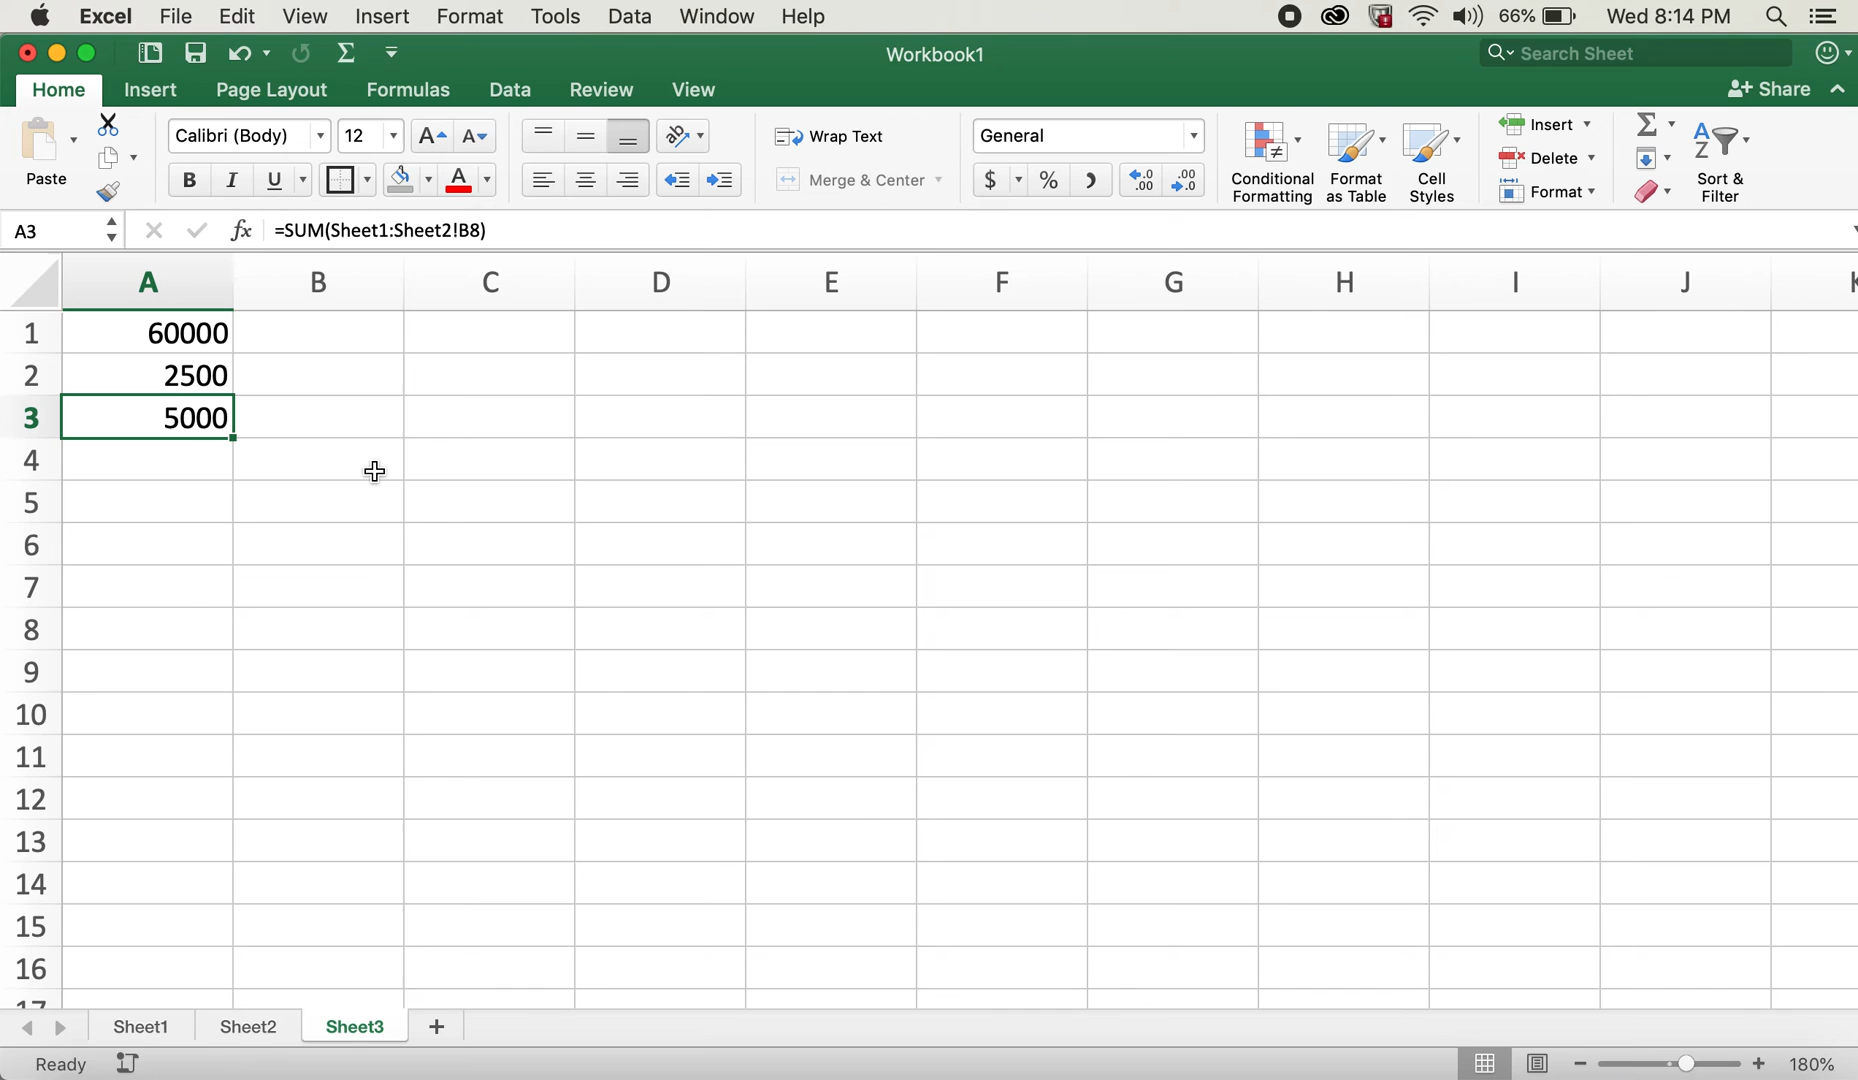 Excel File Edit View Insert Format Tools Data Window Help 66% Wed 8:14 PM
Workbook1 Search Sheet
Home Insert Page Layout Formulas Data Review View Share
Paste Calibri (Body) 12 A A Wrap Text General Insert
B I U A Merge & Center $ % .00 .00 Delete
Conditional Formatting Format as Table Cell Styles Format Sort & Filter
A3 fx =SUM(Sheet1:Sheet2!B8)
A B C D E F G H I J K
1 60000
2 2500
3 5000
4
5
6
7
8
9
10
11
12
13
14
15
16
17
Sheet1 Sheet2 Sheet3 +
Ready 180%